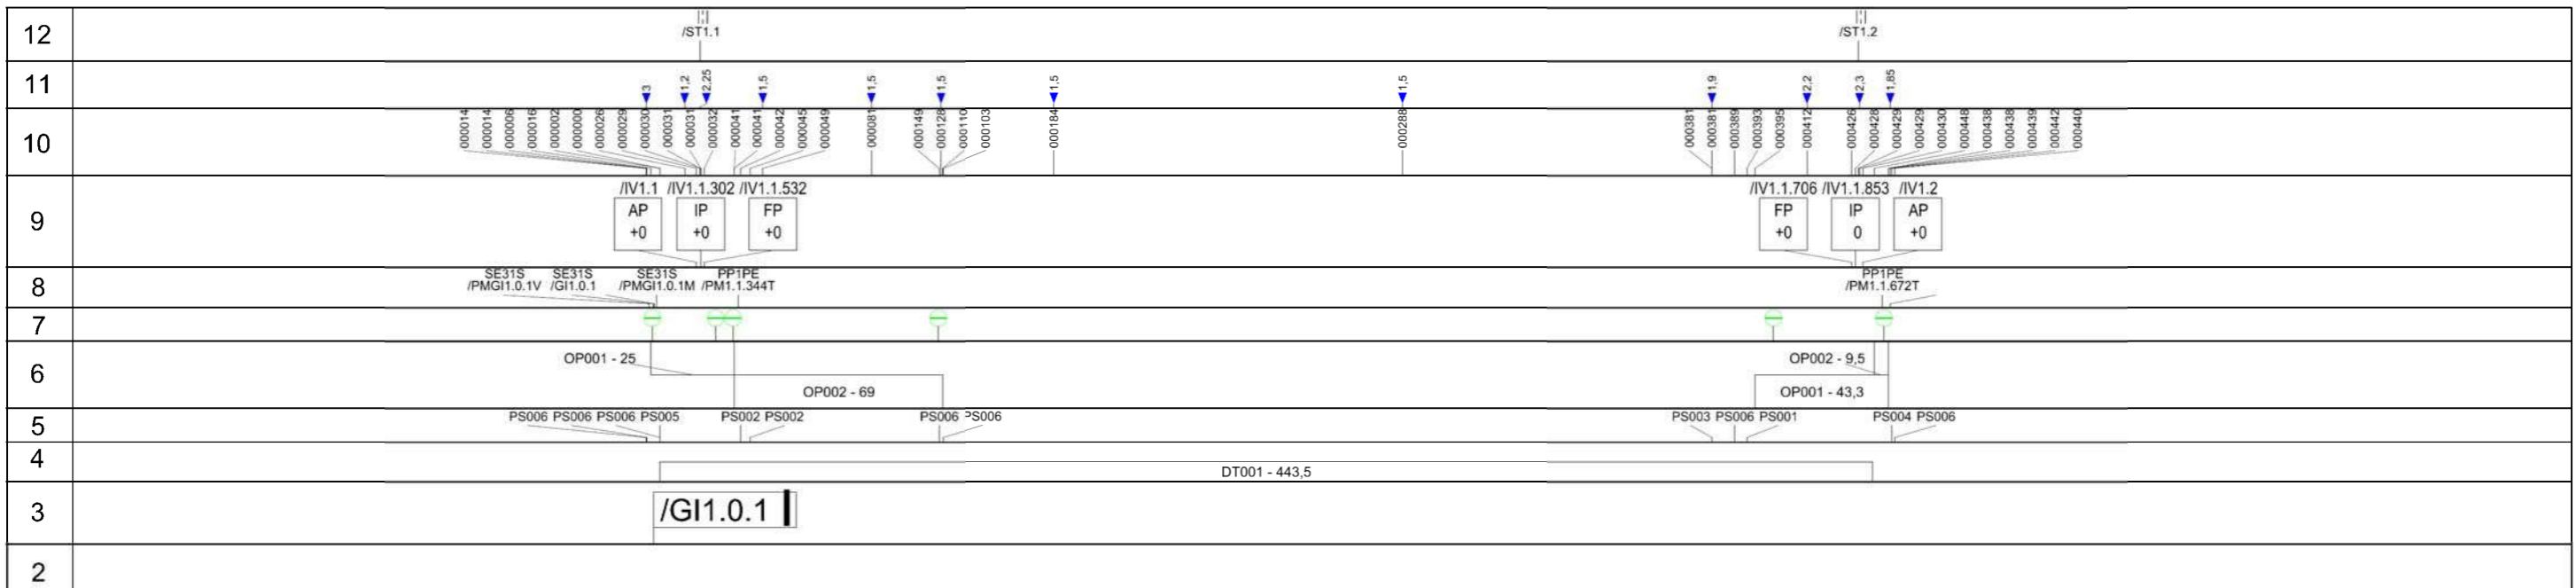 12
/ST1.1 /ST1.2
11
3 1,2 2,25 1,5 1,5 1,5 1,5 1,5 1,9 2,2 2,3 1,85
10
000014 000014 000006 000016 000002 000000 000026 000029 000030 000031 000031 000032 000041 000041 000042 000045 000049 000081 000149 000128 000110 000103 000184 000288 000381 000381 000389 000393 000395 000412 000426 000428 000429 000429 000430 000448 000438 000438 000439 000442 000440
9
/IV1.1 /IV1.1.302 /IV1.1.532 /IV1.1.706 /IV1.1.853 /IV1.2
AP IP FP FP IP AP
+0 +0 +0 +0 0 +0
8
SE31S SE31S SE31S PP1PE PP1PE
/PMGI1.0.1V /GI1.0.1 /PMGI1.0.1M /PM1.1.344T /PM1.1.672T
7
6
OP001 - 25 OP002 - 9,5
OP002 - 69 OP001 - 43,3
5
PS006 PS006 PS006 PS005 PS002 PS002 PS006 PS006 PS003 PS006 PS001 PS004 PS006
4
DT001 - 443,5
3
/GI1.0.1
2